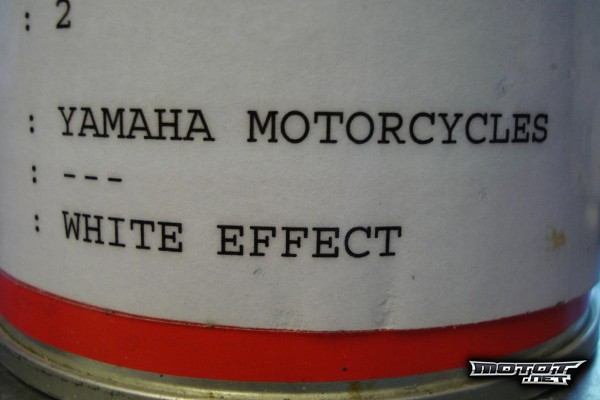 : 2
: YAMAHA MOTORCYCLES
: ---
: WHITE EFFECT
MOTOT
.NET